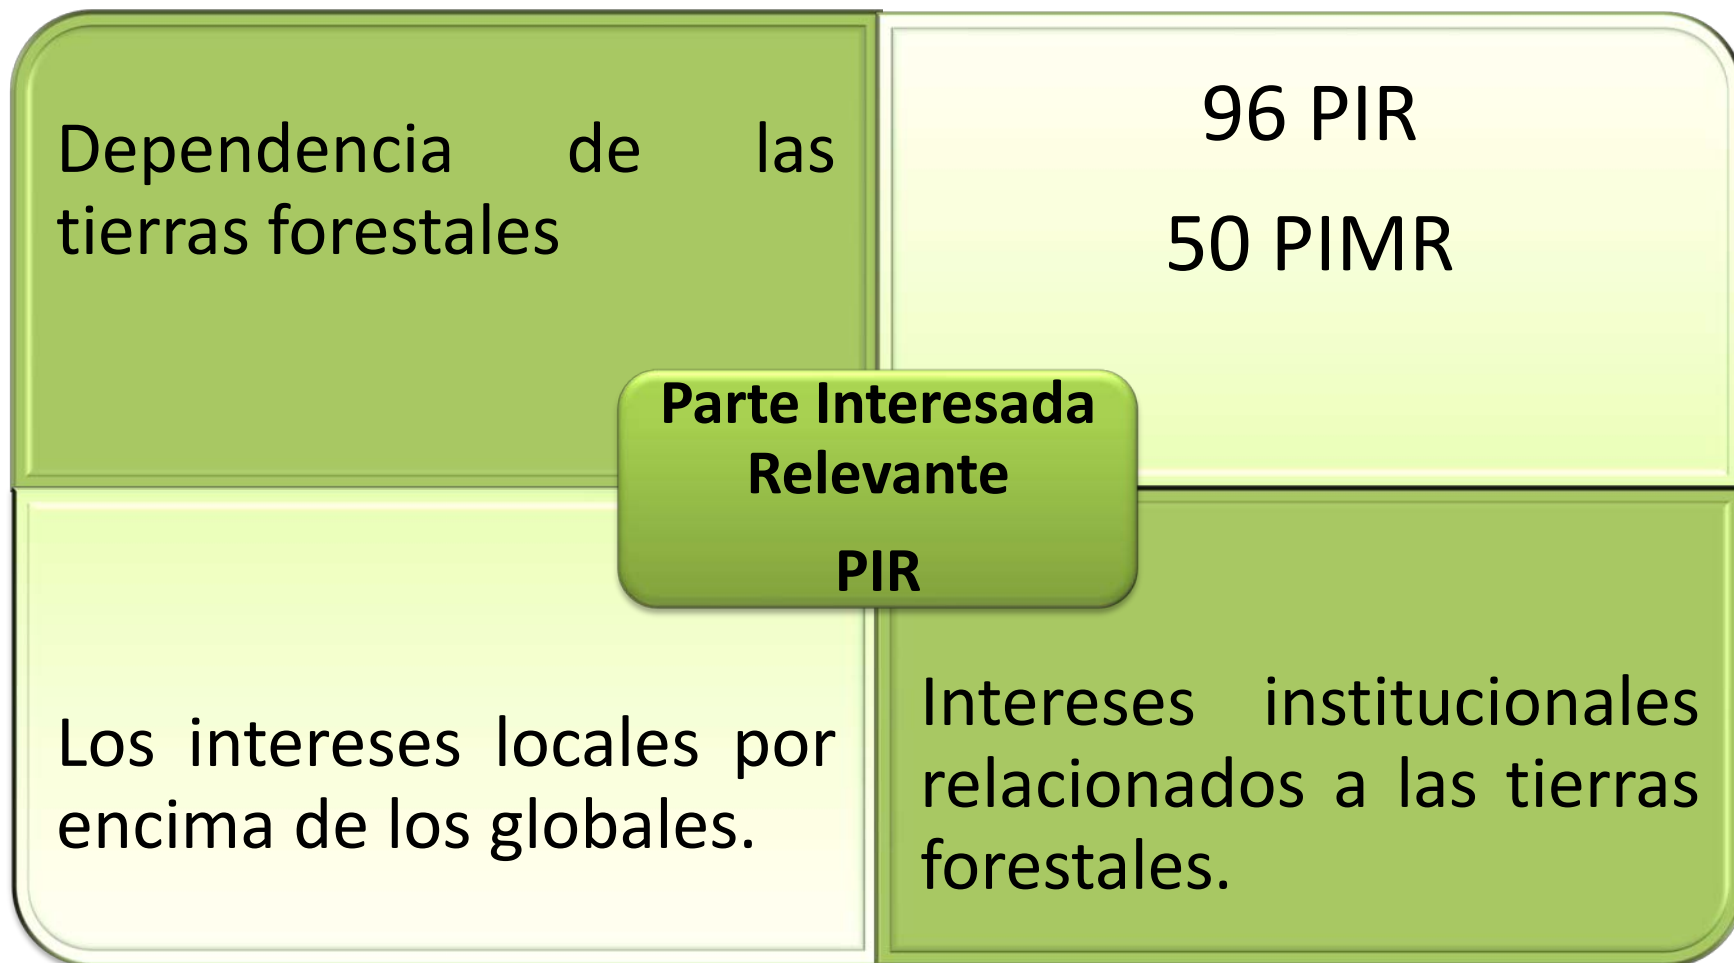 Dependencia de las
tierras forestales
96 PIR
50 PIMR
Parte Interesada
Relevante
PIR
Los intereses locales por
encima de los globales.
Intereses institucionales
relacionados a las tierras
forestales.